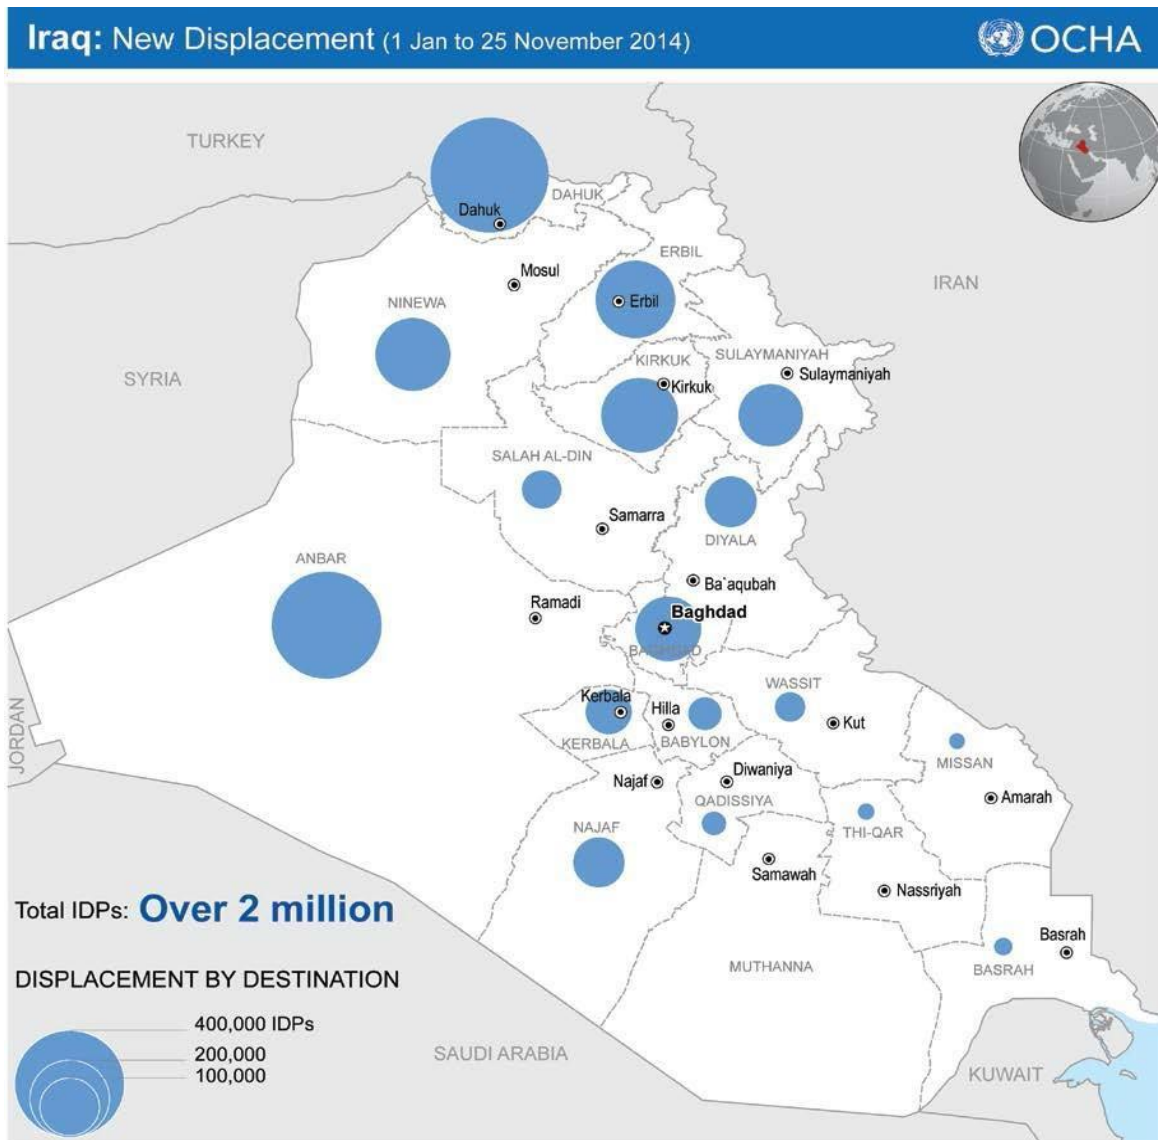 Iraq: New Displacement (1 Jan to 25 November 2014)
OCHA
TURKEY
DAHUK
Dahuk
ERBIL
Mosul
IRAN
NINEWA
Erbil
KIRKUK
SULAYMANIYAH
SYRIA
Kirkuk
Sulaymaniyah
SALAH AL-DIN
Samarra
DIYALA
ANBAR
Ba`aqubah
Ramadi
Baghdad
BAGHDAD
WASSIT
Kerbala
Hilla
Kut
JORDAN
KERBALA
BABYLON
MISSAN
Najaf
Diwaniya
Amarah
QADISSIYA
NAJAF
THI-QAR
Samawah
Nassriyah
Total IDPs: Over 2 million
Basrah
MUTHANNA
BASRAH
DISPLACEMENT BY DESTINATION
400,000 IDPs
200,000
100,000
SAUDI ARABIA
KUWAIT